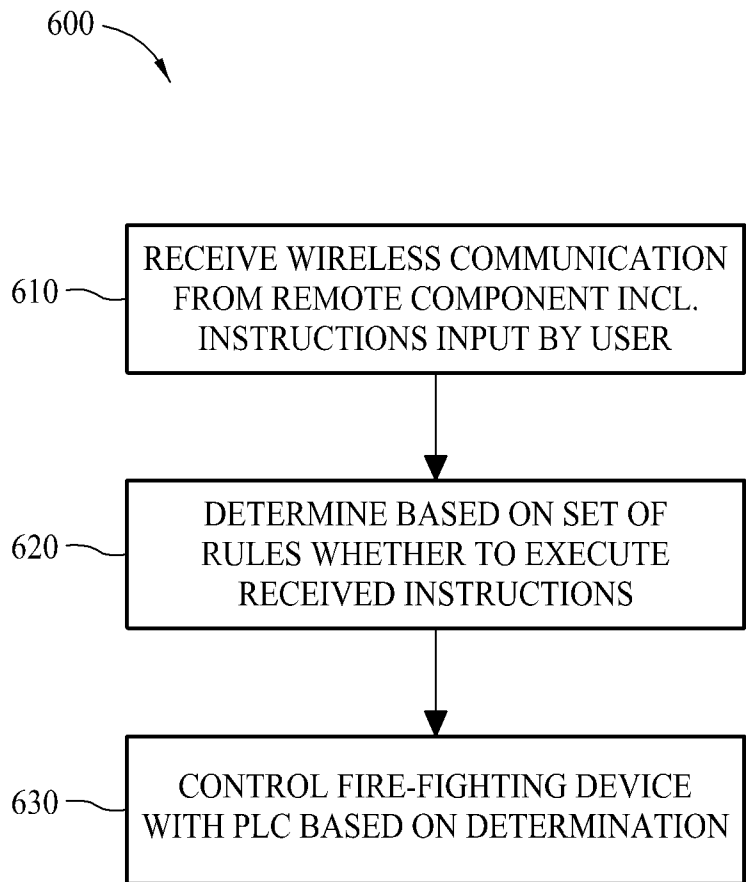 600
RECEIVE WIRELESS COMMUNICATION
FROM REMOTE COMPONENT INCL.
INSTRUCTIONS INPUT BY USER
610
DETERMINE BASED ON SET OF
RULES WHETHER TO EXECUTE
RECEIVED INSTRUCTIONS
620
CONTROL FIRE-FIGHTING DEVICE
WITH PLC BASED ON DETERMINATION
630